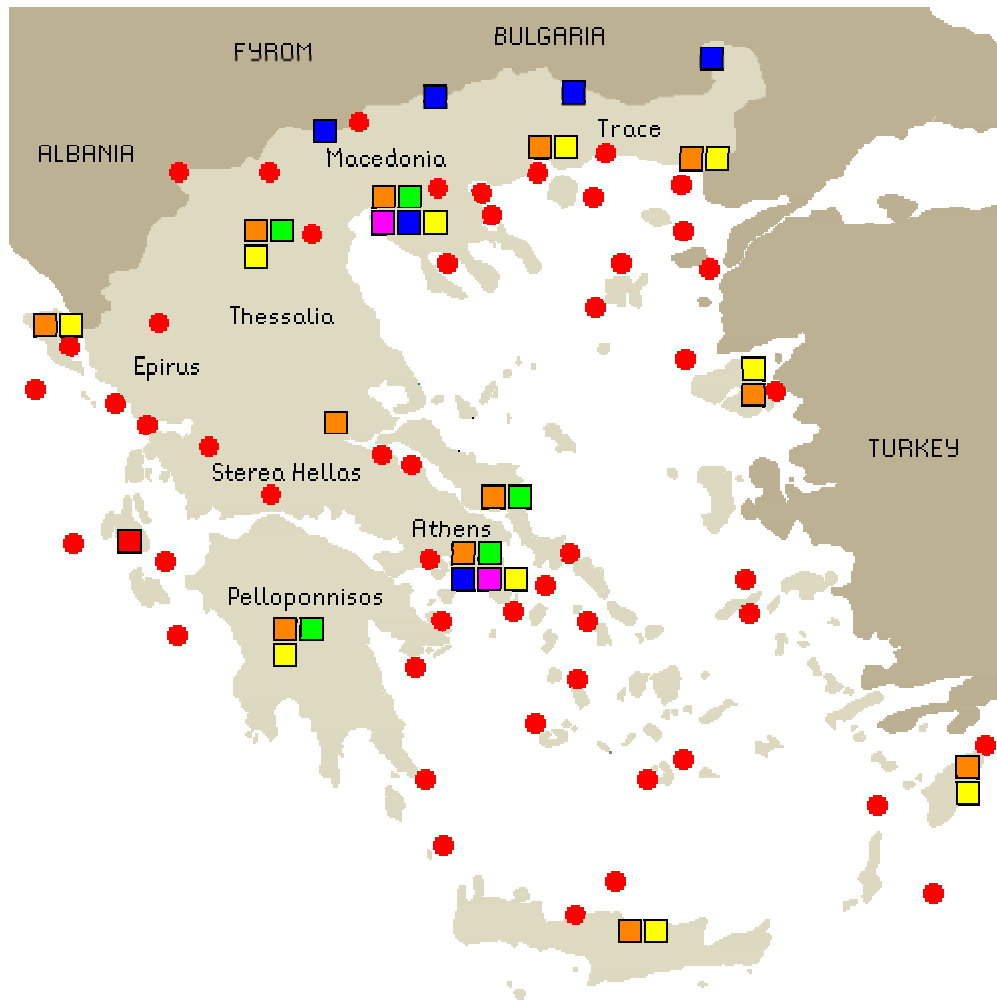 BULGARIA
FYROM
Trace
ALBANIA
Macedonia
Thessalia
Epirus
TURKEY
Sterea Hellas
Athens
Pelloponnisos